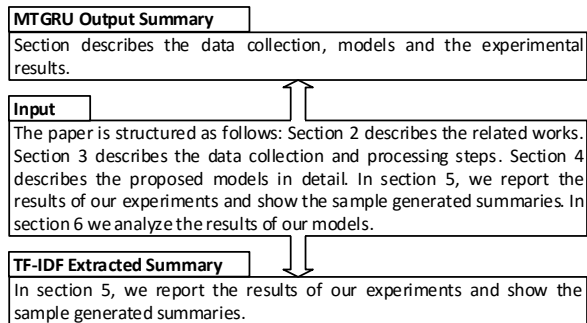 MTGRU Output Summary
Section describes the data collection, models and the experimental
results.
Input
The paper is structured as follows: Section 2 describes the related works.
Section 3 describes the data collection and processing steps. Section 4
describes the proposed models in detail. In section 5, we report the
results of our experiments and show the sample generated summaries. In
section 6 we analyze the results of our models.
TF-IDF Extracted Summary
In section 5, we report the results of our experiments and show the
sample generated summaries.